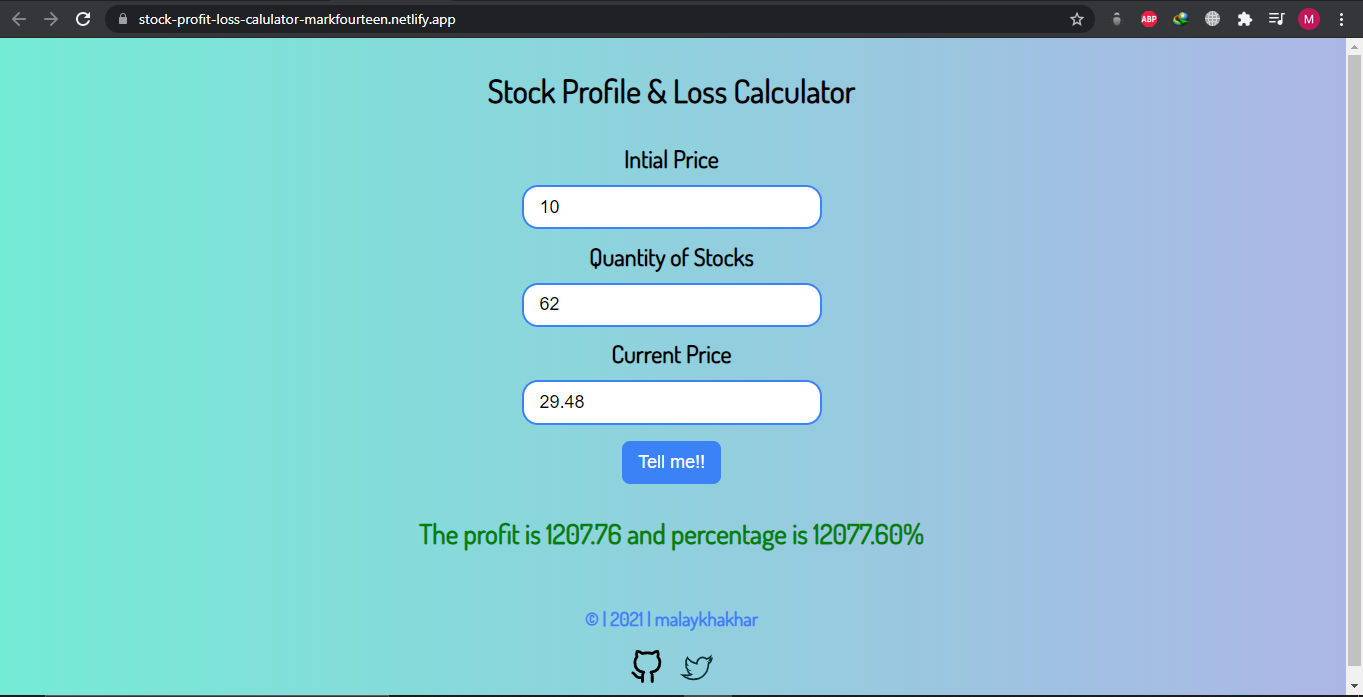 stock-profit-loss-calulator-markfourteen.netlify.app
ABP
M
Stock Profile & Loss Calculator
Intial Price
10
Quantity of Stocks
62
Current Price
29.48
Tell me!!
The profit is 1207.76 and percentage is 12077.60%
© | 2021 | malaykhakhar